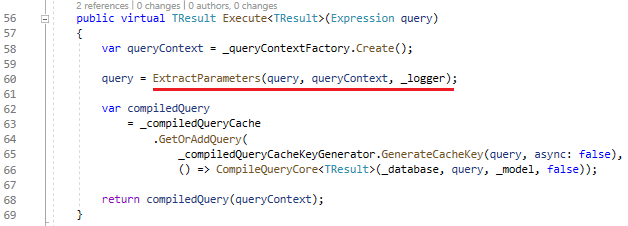 2 references | 0 changes | 0 authors, 0 changes
56 public virtual TResult Execute<TResult>(Expression query)
57 {
58 var queryContext = _queryContextFactory.Create();
59
60 query = ExtractParameters(query, queryContext, _logger);
61
62 var compiledQuery
63 = _compiledQueryCache
64 .GetOrAddQuery(
65 _compiledQueryCacheKeyGenerator.GenerateCacheKey(query, async: false),
66 () => CompileQueryCore<TResult>(_database, query, _model, false));
67
68 return compiledQuery(queryContext);
69 }